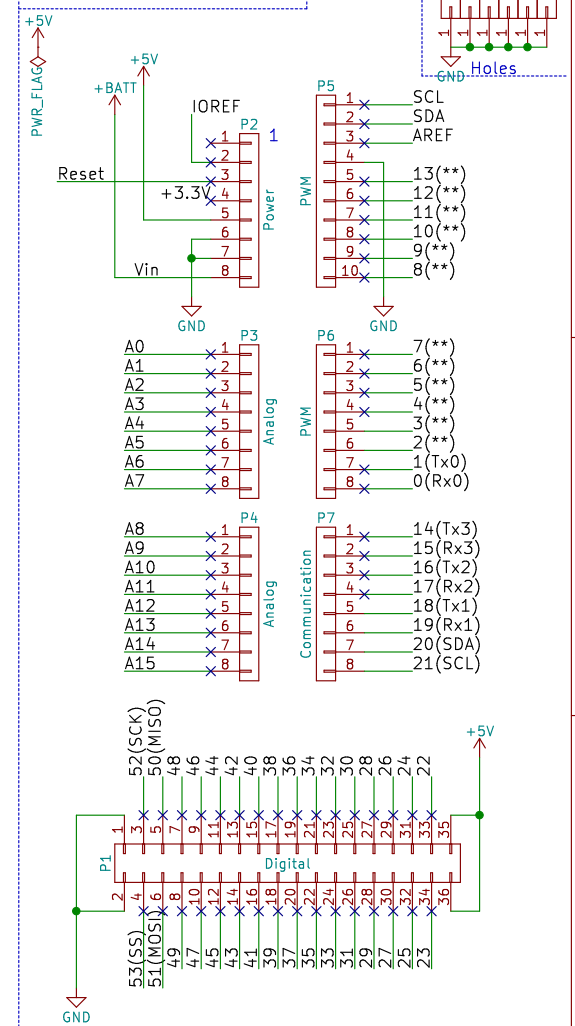 +5V
PWR_FLAG
1 1 1 1 1 1
GND
Holes
+5V
+BATT
IOREF
P2
1
1
2
Reset
3
+3.3V
4
5
6
7
Vin
8
Power
GND
P5
1 SCL
2 SDA
3 AREF
4
5 13(**)
6 12(**)
7 11(**)
8 10(**)
9 9(**)
10 8(**)
PWM
GND
P3
A0 1
A1 2
A2 3
A3 4
A4 5
A5 6
A6 7
A7 8
Analog
P6
1 7(**)
2 6(**)
3 5(**)
4 4(**)
5 3(**)
6 2(**)
7 1(Tx0)
8 0(Rx0)
PWM
P4
A8 1
A9 2
A10 3
A11 4
A12 5
A13 6
A14 7
A15 8
Analog
P7
1 14(Tx3)
2 15(Rx3)
3 16(Tx2)
4 17(Rx2)
5 18(Tx1)
6 19(Rx1)
7 20(SDA)
8 21(SCL)
Communication
52(SCK) 50(MISO) 48 46 44 42 40 38 36 34 32 30 28 26 24 22
+5V
1 3 5 7 9 11 13 15 17 19 21 23 25 27 29 31 33 35
P1
Digital
2 4 6 8 10 12 14 16 18 20 22 24 26 28 30 32 34 36
53(SS) 51(MOSI) 49 47 45 43 41 39 37 35 33 31 29 27 25 23
GND